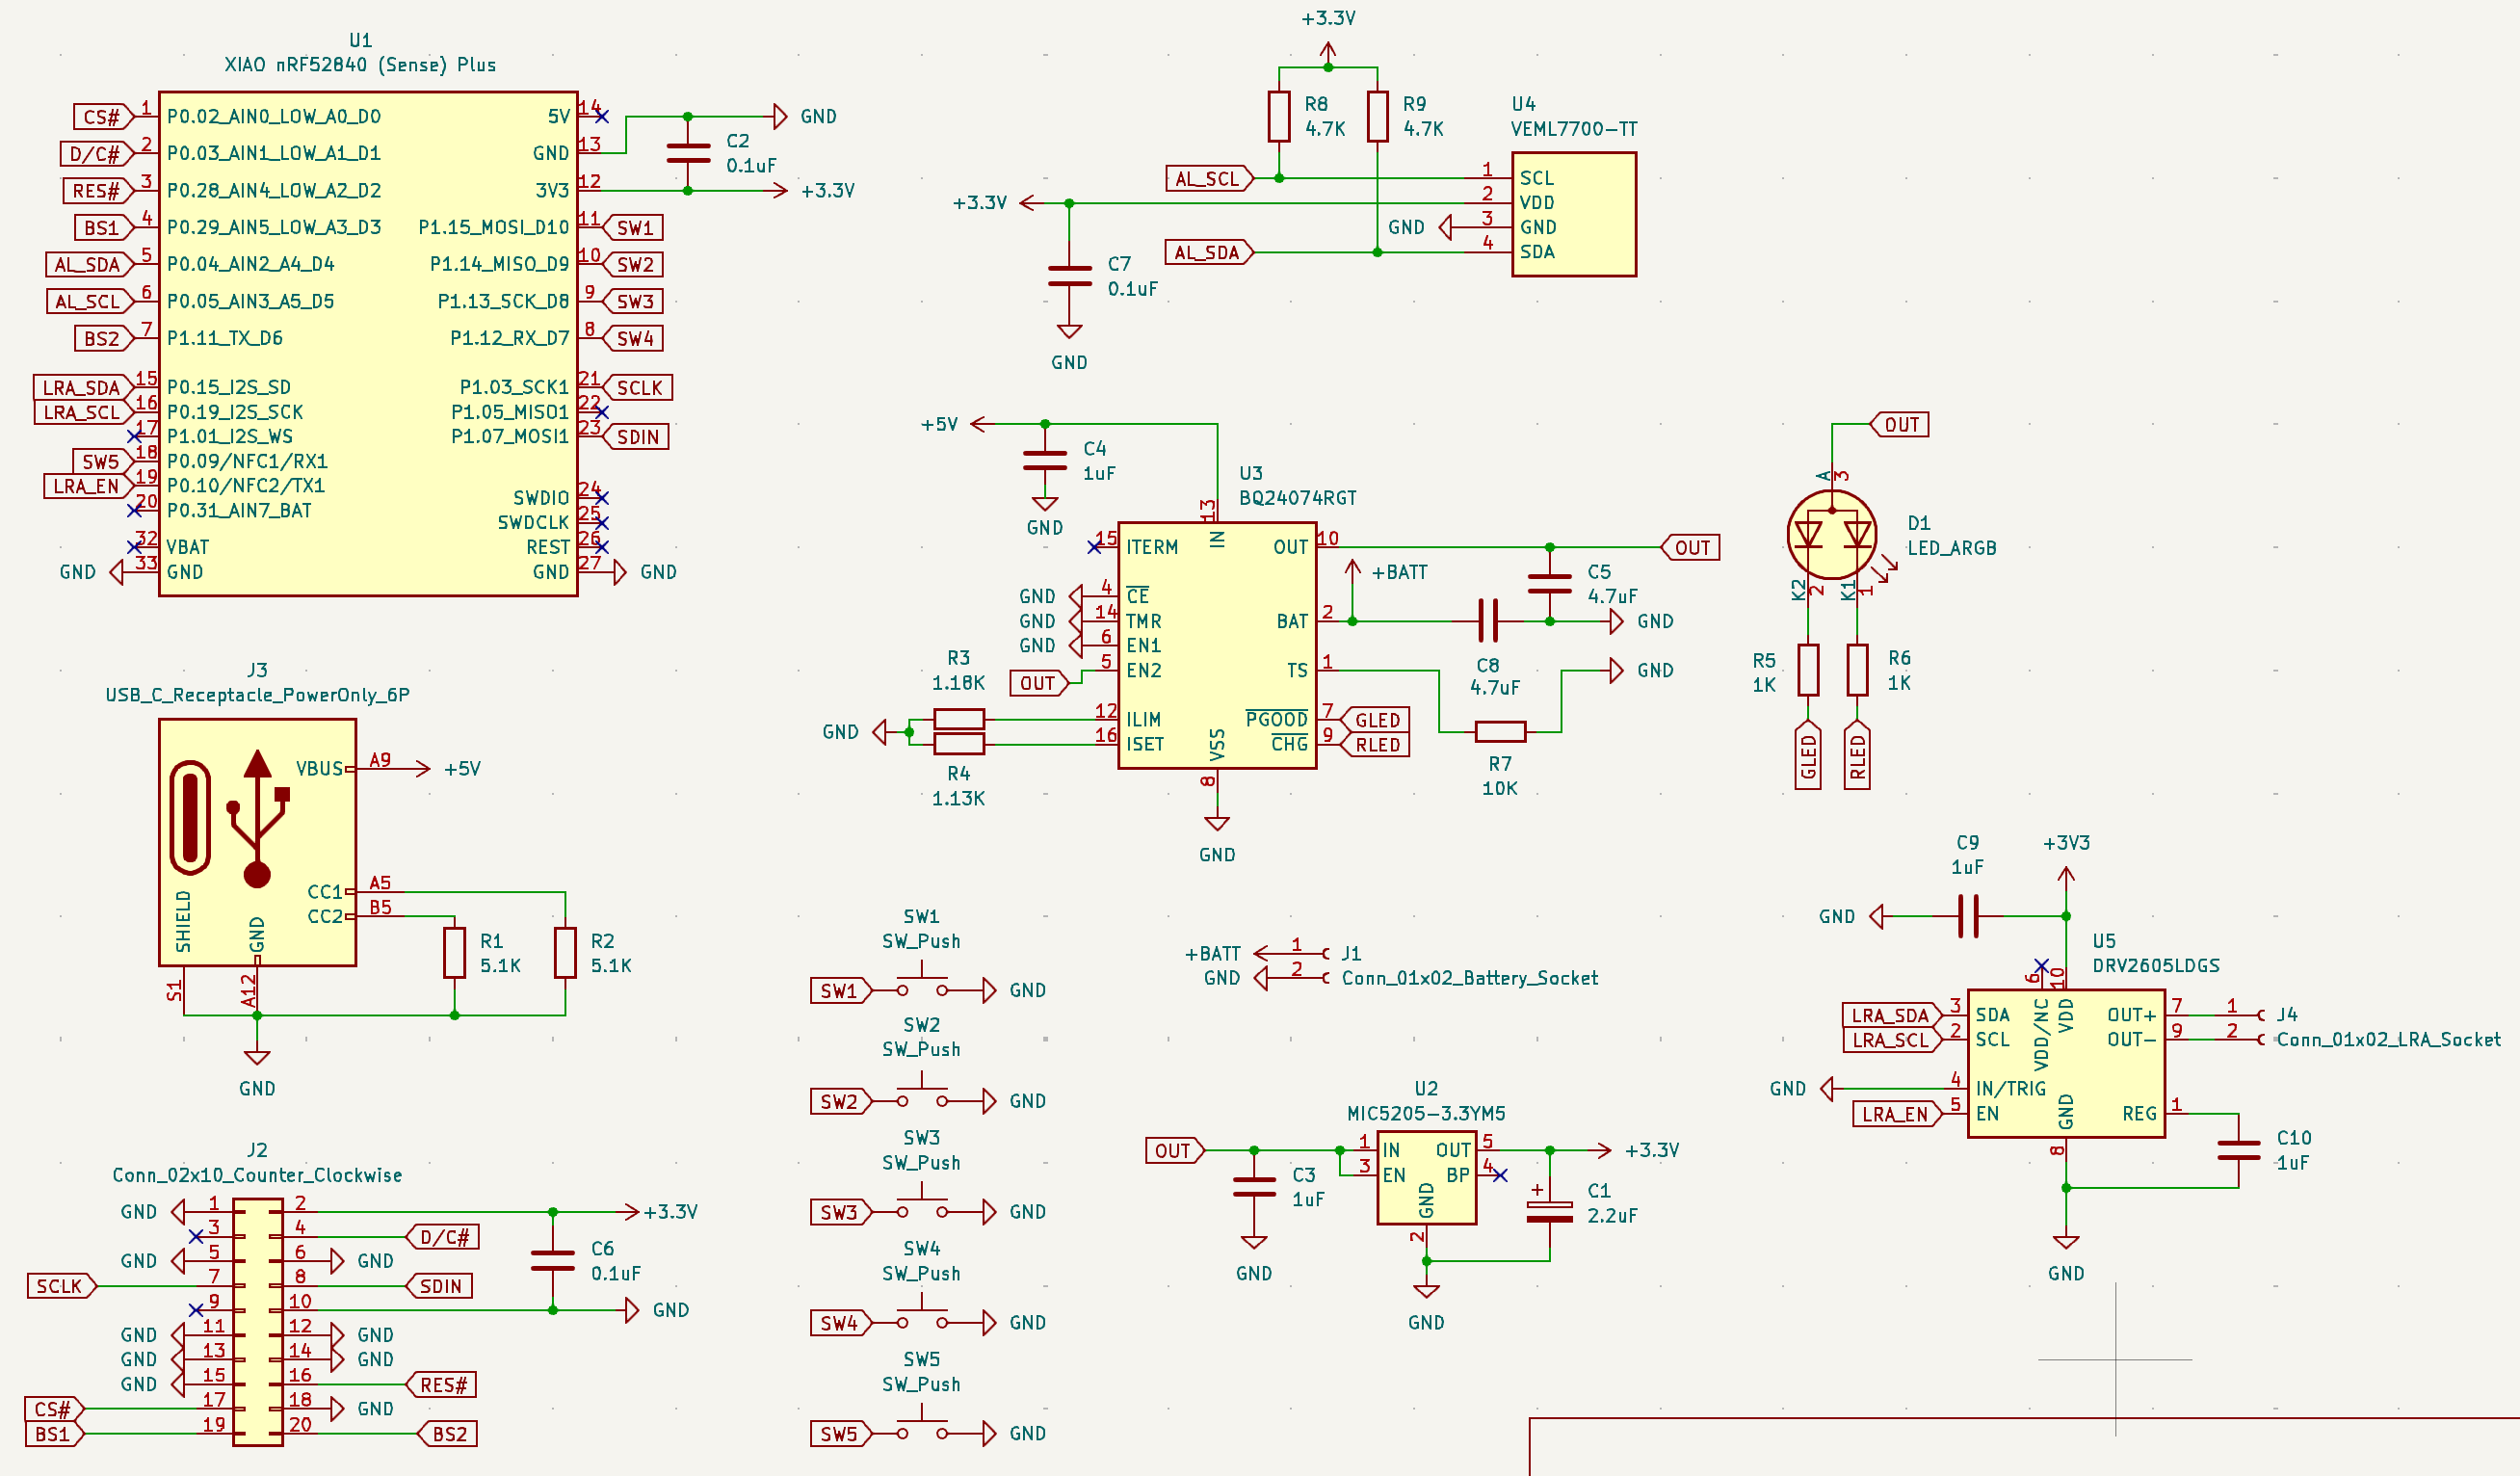 U1
XIAO nRF52840 (Sense) Plus
CS# 1 P0.02_AIN0_LOW_A0_D0 5V 14
D/C# 2 P0.03_AIN1_LOW_A1_D1 GND 13
RES# 3 P0.28_AIN4_LOW_A2_D2 3V3 12
BS1 4 P0.29_AIN5_LOW_A3_D3 P1.15_MOSI_D10 11 SW1
AL_SDA 5 P0.04_AIN2_A4_D4 P1.14_MISO_D9 10 SW2
AL_SCL 6 P0.05_AIN3_A5_D5 P1.13_SCK_D8 9 SW3
BS2 7 P1.11_TX_D6 P1.12_RX_D7 8 SW4
LRA_SDA 15 P0.15_I2S_SD P1.03_SCK1 21 SCLK
LRA_SCL 16 P0.19_I2S_SCK P1.05_MISO1 22
17 P1.01_I2S_WS P1.07_MOSI1 23 SDIN
SW5 18 P0.09/NFC1/RX1
LRA_EN 19 P0.10/NFC2/TX1
20 P0.31_AIN7_BAT SWDIO 24
SWDCLK 25
32 VBAT REST 26
GND 33 GND GND 27 GND
GND
C2
0.1uF
+3.3V
+3.3V
R8
4.7K
R9
4.7K
U4
VEML7700-TT
AL_SCL 1 SCL
+3.3V 2 VDD
GND 3 GND
AL_SDA 4 SDA
C7
0.1uF
GND
+5V
C4
1uF
GND
U3
BQ24074RGT
13 IN
15 ITERM OUT 10 OUT
GND 4 CE
GND 14 TMR BAT 2
GND 6 EN1
OUT 5 EN2 TS 1
12 ILIM PGOOD 7 GLED
16 ISET CHG 9 RLED
VSS 8
GND
R3
1.18K
GND
R4
1.13K
+BATT
C5
4.7uF
GND
C8
4.7uF
GND
R7
10K
OUT
A 3
D1
LED_ARGB
K2 2 K1 1
R5
1K
R6
1K
GLED RLED
J3
USB_C_Receptacle_PowerOnly_6P
VBUS A9 +5V
CC1 A5
CC2 B5
SHIELD GND
S1 A12
R1
5.1K
R2
5.1K
GND
J2
Conn_02x10_Counter_Clockwise
GND 1 2 +3.3V
3 4 D/C#
GND 5 6 GND
SCLK 7 8 SDIN
9 10 GND
GND 11 12 GND
GND 13 14 GND
GND 15 16 RES#
CS# 17 18 GND
BS1 19 20 BS2
C6
0.1uF
SW1
SW_Push
SW1 GND
SW2
SW_Push
SW2 GND
SW3
SW_Push
SW3 GND
SW4
SW_Push
SW4 GND
SW5
SW_Push
SW5 GND
+BATT 1 J1
GND 2 Conn_01x02_Battery_Socket
U2
MIC5205-3.3YM5
OUT 1 IN OUT 5 +3.3V
3 EN BP 4
GND 2
C3
1uF
GND
+ C1
2.2uF
GND
C9
1uF
+3V3
GND
U5
DRV2605LDGS
6 10
VDD/NC VDD
LRA_SDA 3 SDA OUT+ 7 1 J4
LRA_SCL 2 SCL OUT- 9 2 Conn_01x02_LRA_Socket
GND 4 IN/TRIG
LRA_EN 5 EN REG 1
GND 8
C10
1uF
GND